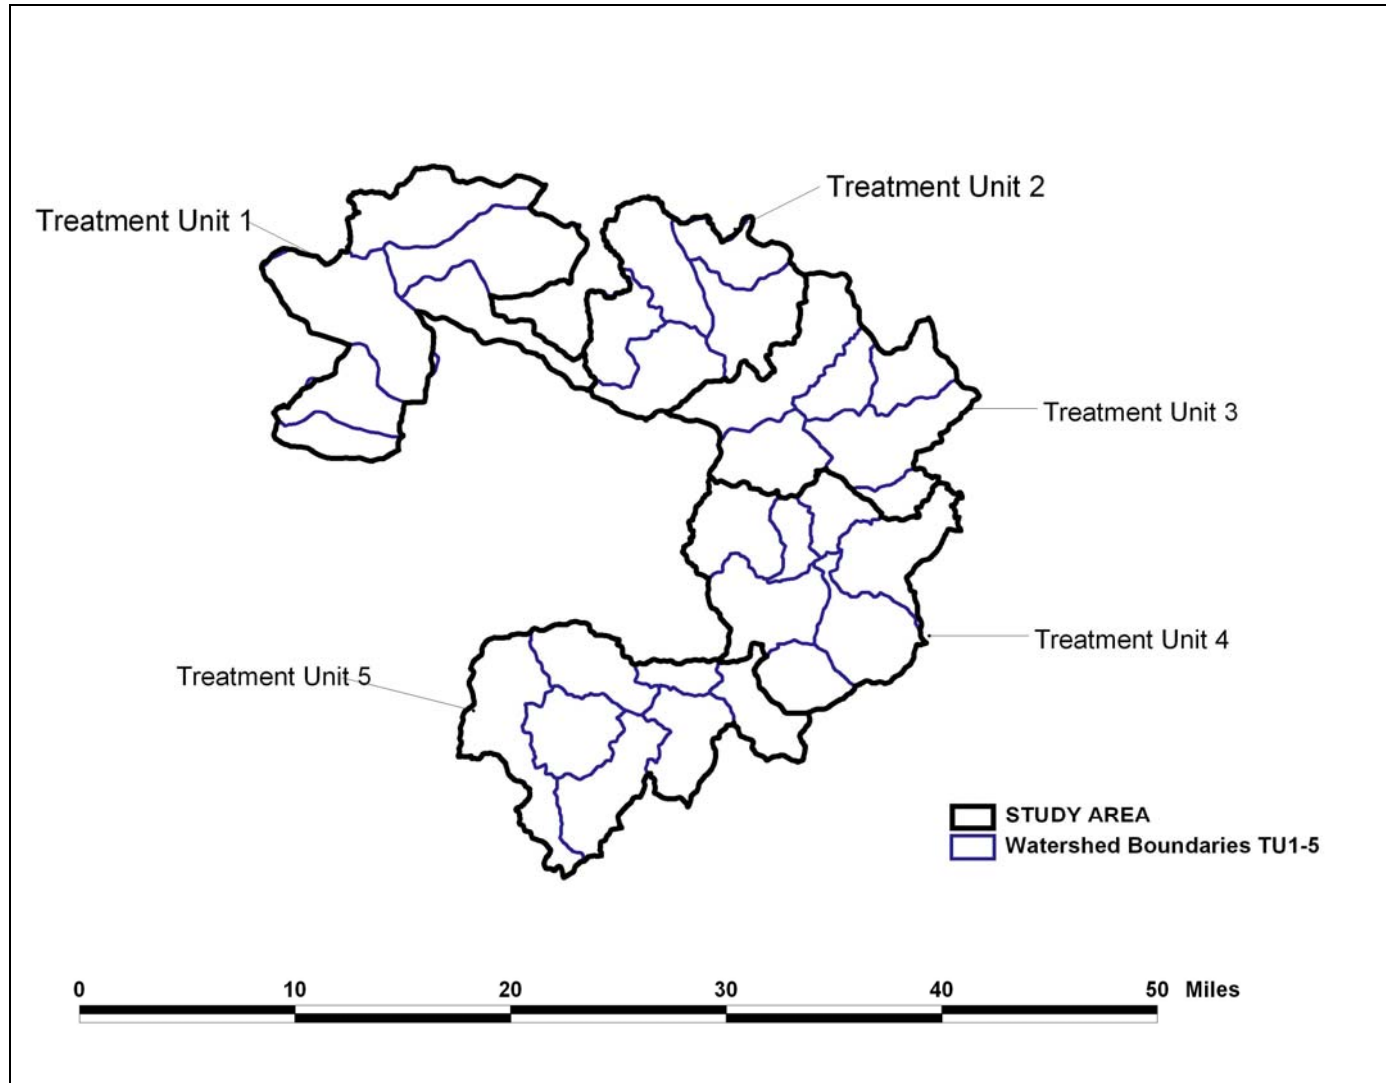 Treatment Unit 2
Treatment Unit 1
Treatment Unit 3
Treatment Unit 4
Treatment Unit 5
STUDY AREA
Watershed Boundaries TU1-5
0 10 20 30 40 50 Miles